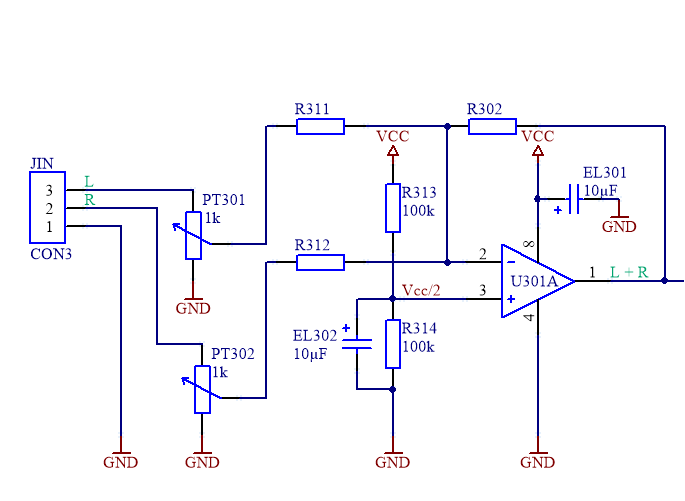 R311
R302
VCC
VCC
JIN
EL301
3
L
10µF
R313
100k
2
R
PT301
1k
1
GND
CON3
8
R312
2
1
L + R
U301A
Vcc/2
3
GND
4
EL302
10µF
R314
100k
PT302
1k
GND
GND
GND
GND